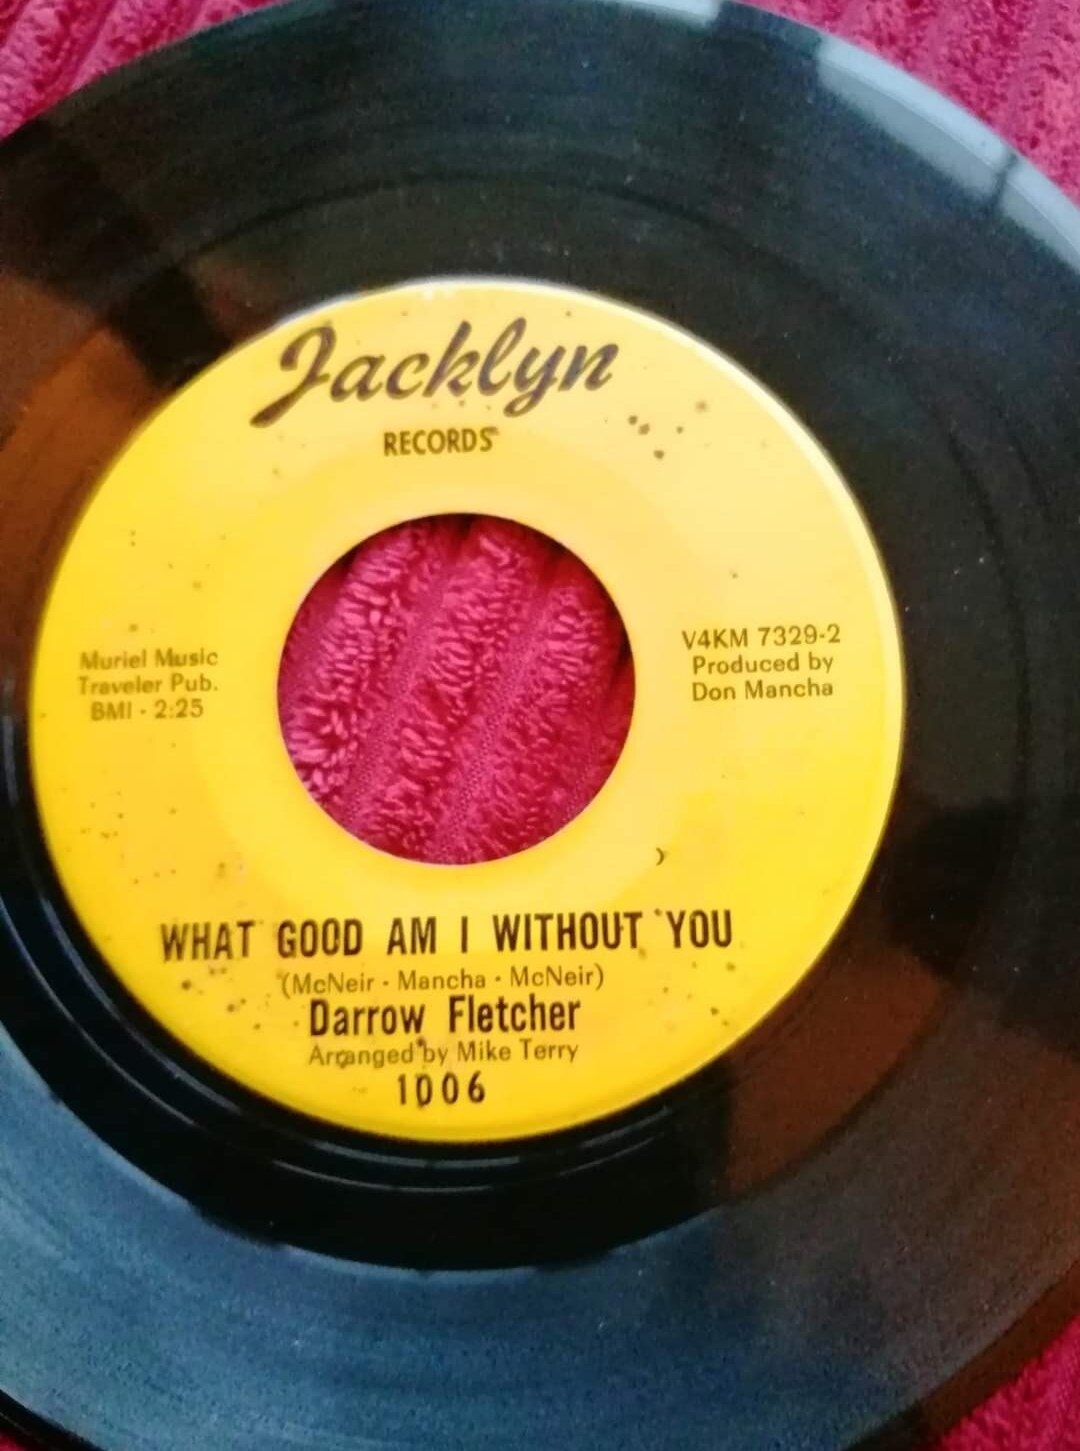 Jacklyn
RECORDS
Muriel Music
Traveler Pub.
BMI - 2:25
V4KM 7329-2
Produced by
Don Mancha
WHAT GOOD AM I WITHOUT YOU
(McNeir - Mancha - McNeir)
Darrow Fletcher
Arranged by Mike Terry
1006